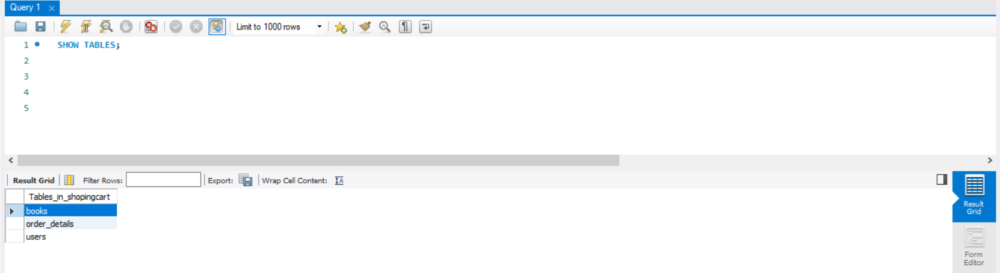 Query 1
Limit to 1000 rows
1 SHOW TABLES;
2
3
4
5
Result Grid Filter Rows: Export: Wrap Cell Content:
Tables_in_shopingcart
books
order_details
users
Result
Grid
Form
Editor